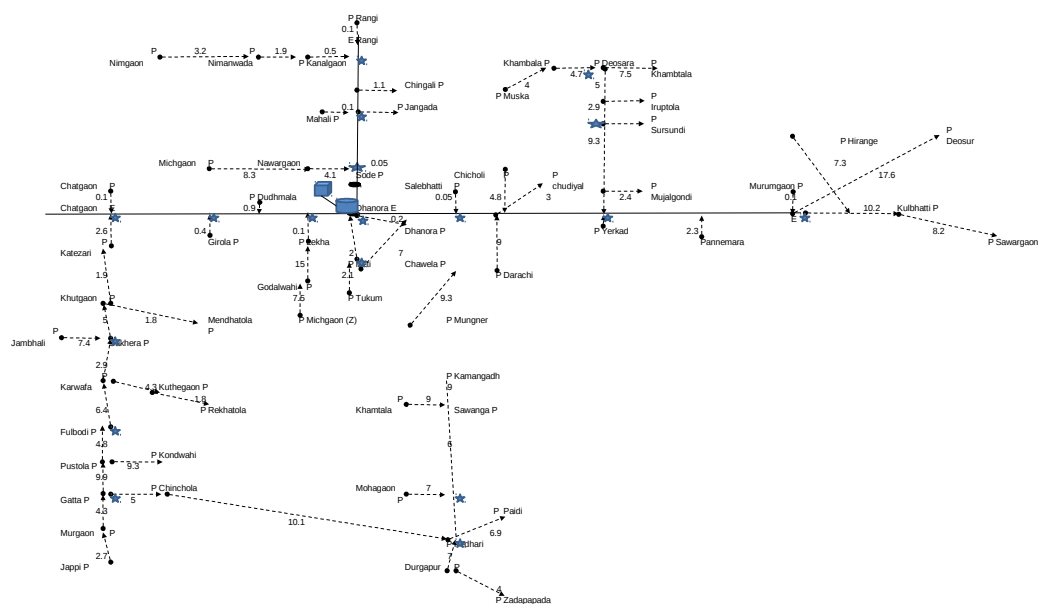 P Rangi
0.1
E Rangi
P 3.2 P 1.9 0.5
Nimgaon Nimanwada P Kanalgaon
Khambala P 4.7 P Deosara 7.5 P
Khambtala
4 5
P Muska
1.1 Chingali P
2.9 P
Iruptola
0.1 P Jangada
Mahali P
P
Sursundi
9.3
P
Deosur
P Hirange
7.3
17.6
Michgaon P Nawargaon 0.05
8.3 4.1 Sode P
Chicholi
P
Salebhatti P
P
chudiyal
Chatgaon P
0.1
P Dudhmala
0.9
0.05 4.8 3
2.4 P
Mujalgondi
Murumgaon P
0.1
Chatgaon E
Dhanora E
0.2
E 10.2 Kulbhatti P
8.2
P Sawargaon
2.6
0.4
Girola P
0.1
P
Dhanora P
P Yerkad
2.3
Pannemara
P
Katezari
15
2
7
Chawela P
9
P Darachi
1.9
2.1
Godalwahi P
7.5
P Tukum
9.3
Khutgaon P
5
1.8
Mendhatola
P
P Michgaon (Z)
P Mungner
P
Jambhali 7.4
2.9
P
Karwafa
4.3 Kuthegaon P
1.8
P Rekhatola
6.4
P Kamangadh
9
Khamtala 9 Sawanga P
Fulbodi P
4.8
6
Pustola P 9.3 P Kondwahi
9.9
Gatta P 5 P Chinchola
Mohagaon 7
P
4.3
10.1
P Paidi
6.9
Murgaon P
2.7
Jappi P
7
Durgapur P
4
P Zadapapada